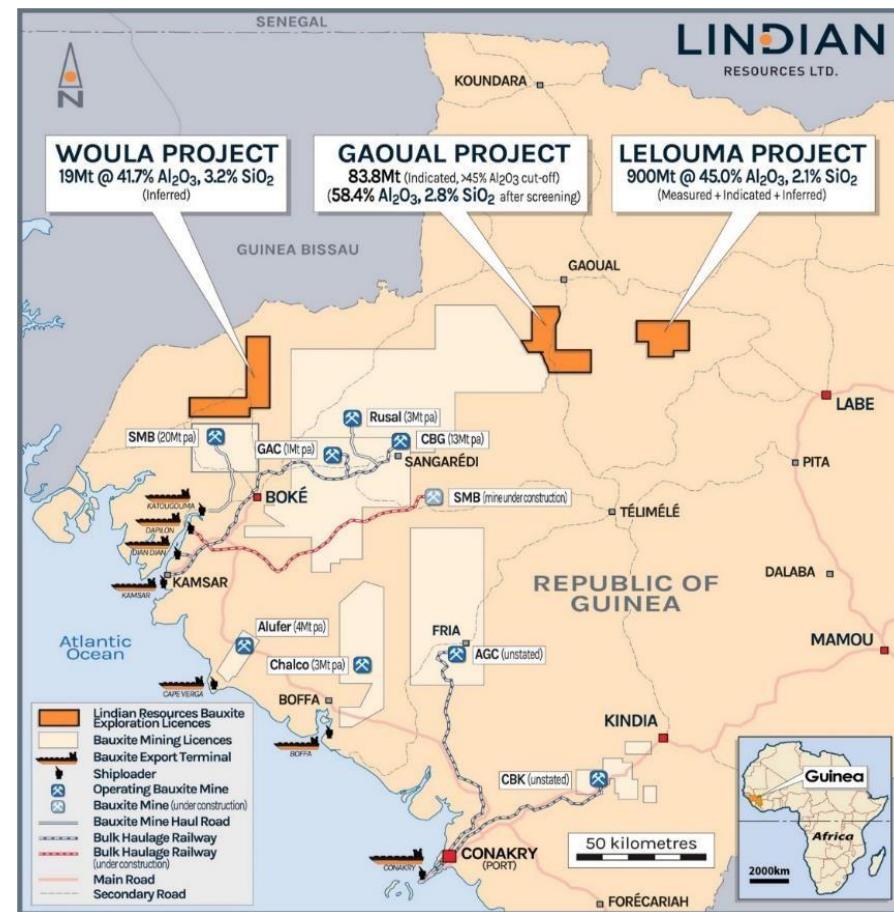 SENEGAL
LINDIAN
RESOURCES LTD.
N
KOUNDARA
WOULA PROJECT
19Mt @ 41.7% Al₂O₃, 3.2% SiO₂
(Inferred)
GAOUAL PROJECT
83.8Mt (Indicated, >45% Al₂O₃ cut-off)
(58.4% Al₂O₃, 2.8% SiO₂ after screening)
LELOUMA PROJECT
900Mt @ 45.0% Al₂O₃, 2.1% SiO₂
(Measured + Indicated + Inferred)
GUINEA BISSAU
GAOUAL
LABE
SMB (20Mt pa)
GAC (1Mt pa)
Rusal (3Mt pa)
CBG (13Mt pa)
SANGARÉDI
PITA
BOKÉ
SMB (mine under construction)
TÉLIMÉLÉ
KATOUGOUMA
DAPILON
DIAN DIAN
KAMSAR
KAMSAR
DALABA
REPUBLIC OF
GUINEA
Atlantic
Ocean
Alufer (4Mt pa)
Chalco (3Mt pa)
FRIA
AGC (unstated)
MAMOU
CAPE VERGA
BOFFA
BOFFA
KINDIA
CBK (unstated)
Lindian Resources Bauxite
Exploration Licences
Bauxite Mining Licences
Bauxite Export Terminal
Shiploader
Operating Bauxite Mine
Bauxite Mine (under construction)
Bauxite Mine Haul Road
Bulk Haulage Railway
Bulk Haulage Railway
(under construction)
Main Road
Secondary Road
CONAKRY
CONAKRY
(PORT)
50 kilometres
FORÉCARIAH
Guinea
Africa
2000km